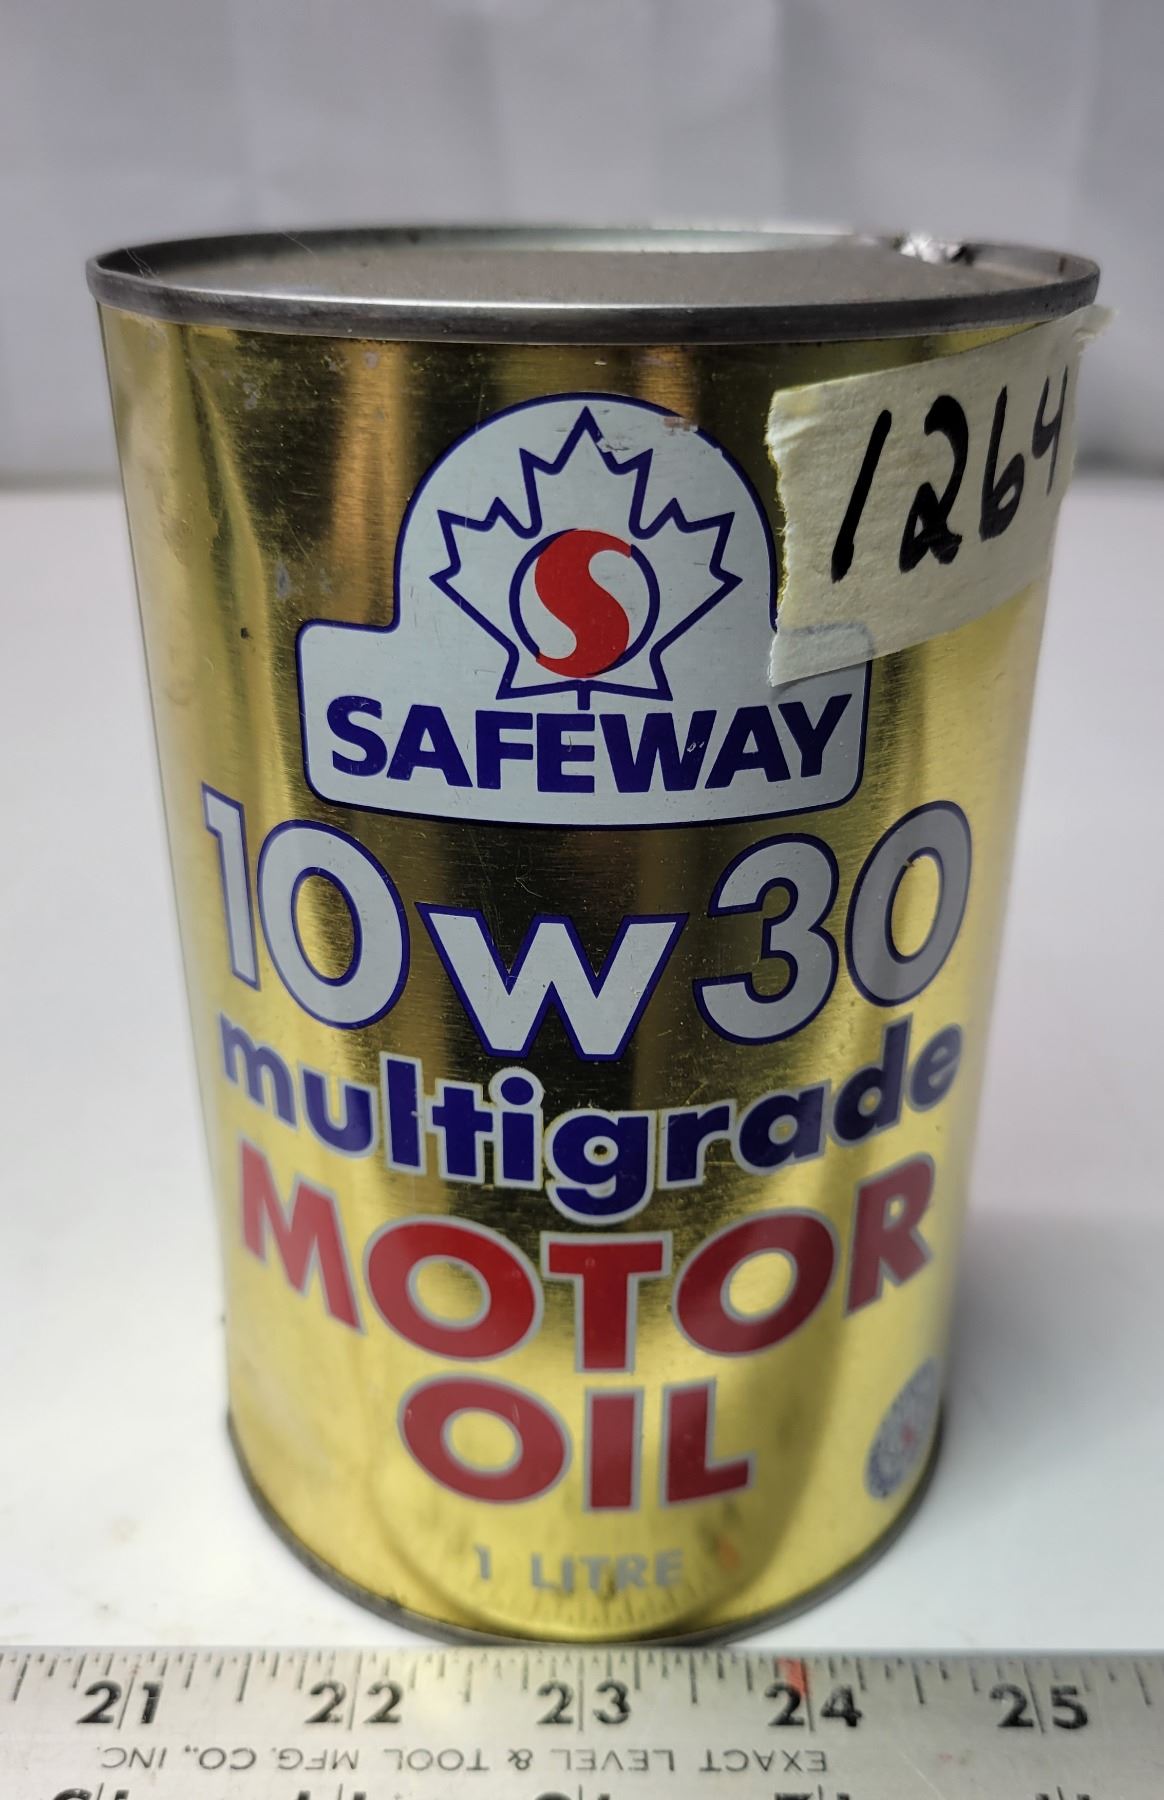 1264
S
SAFEWAY
10w30
multigrade
MOTOR
OIL
1 LITRE
21 22 23 24 25
EXACT LEVEL & TOOL MFG. CO., INC.